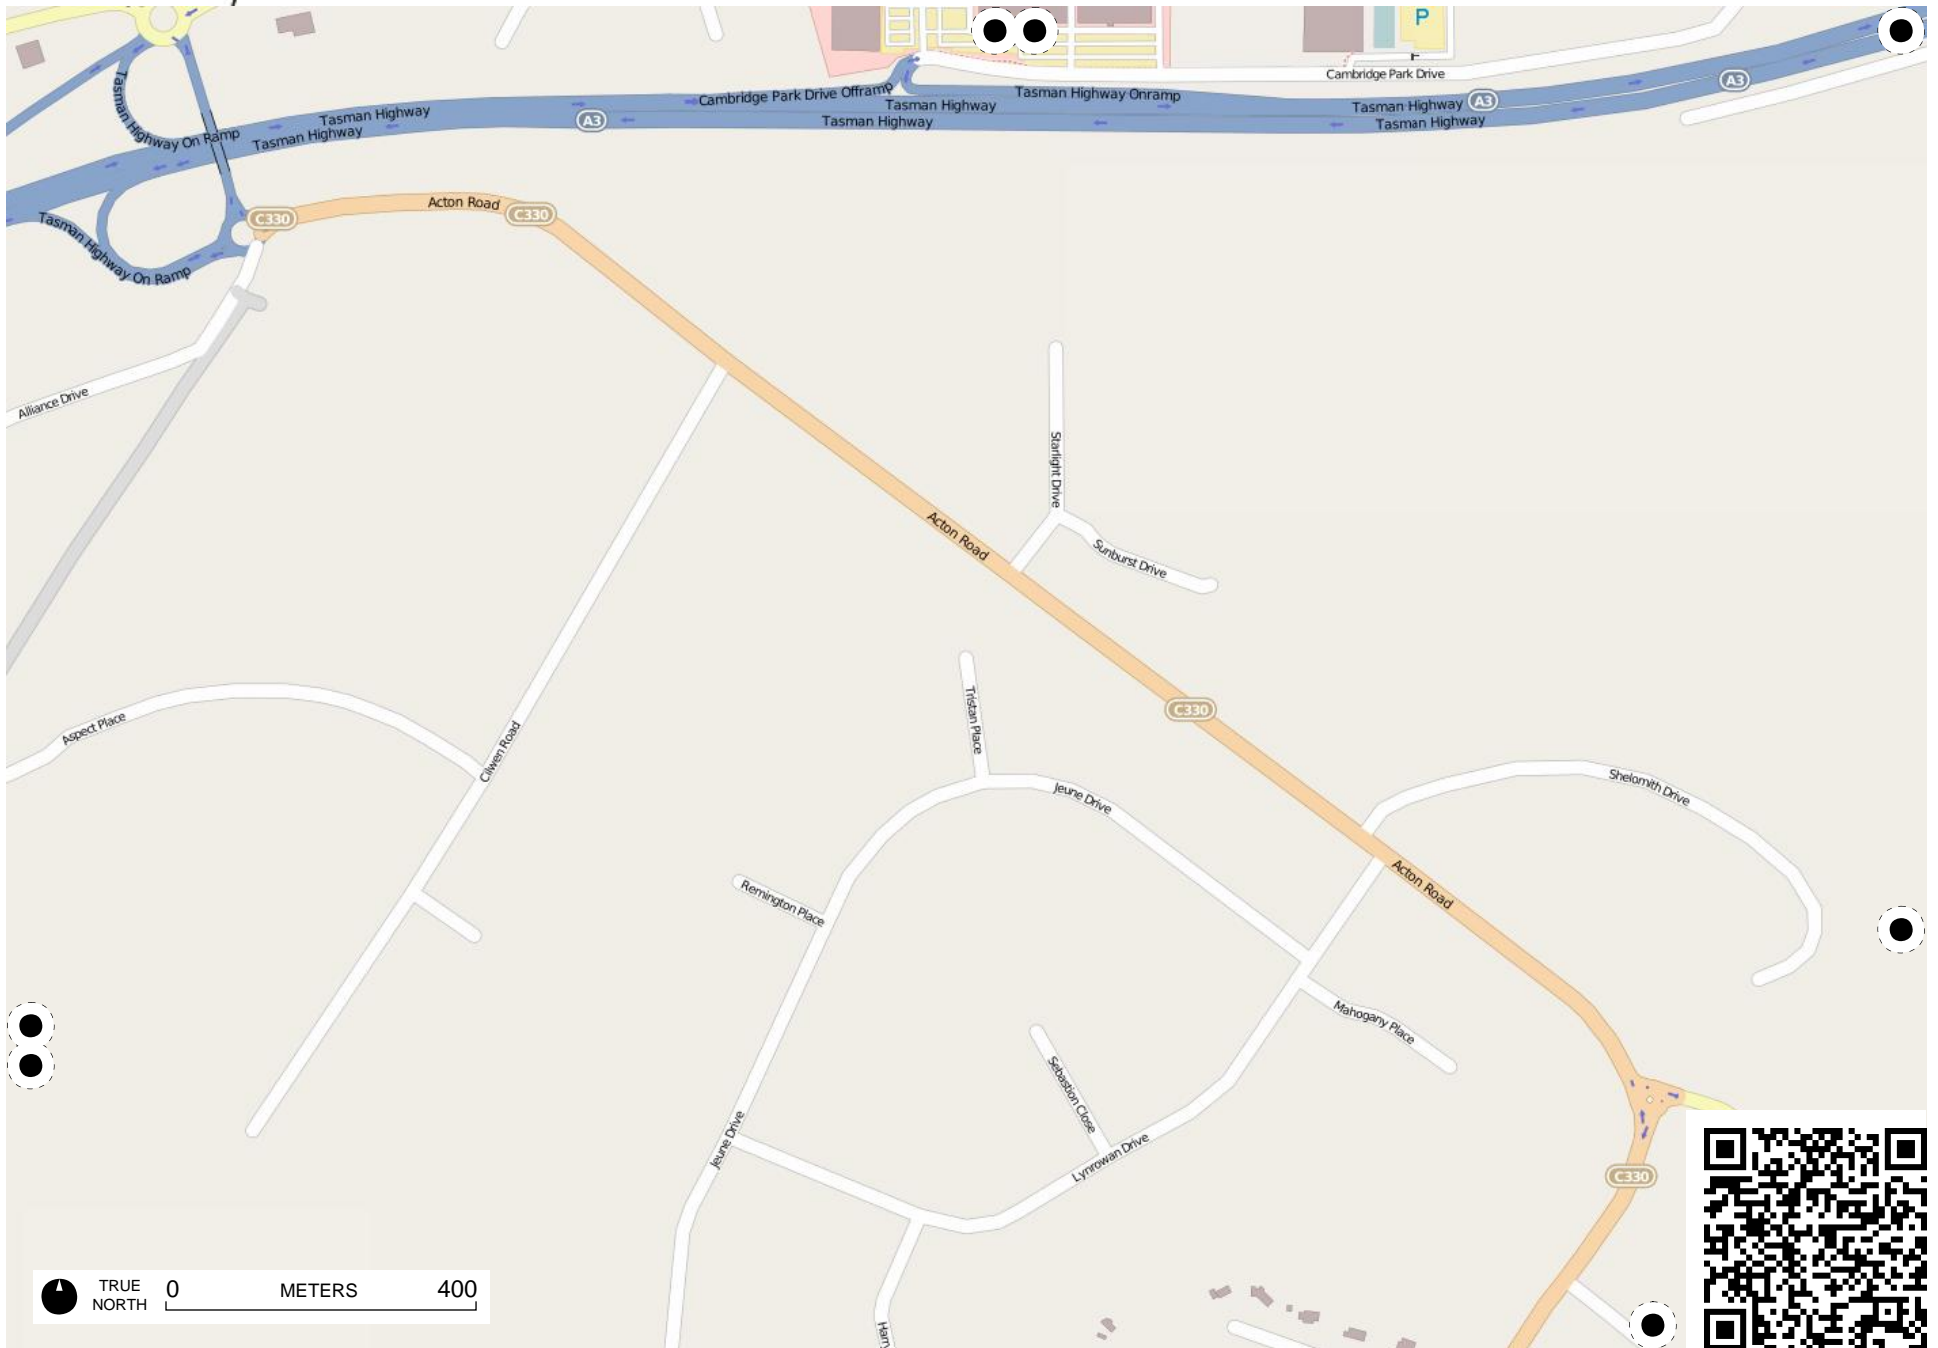 P
Cambridge Park Drive
A3
Cambridge Park Drive Offramp
Tasman Highway Onramp
Tasman Highway
Tasman Highway
Tasman Highway
A3
Tasman Highway
A3
Tasman Highway
Tasman Highway
Tasman Highway
Tasman Highway On Ramp
Acton Road
C330
C330
Tasman Highway On Ramp
Alliance Drive
Starlight Drive
Acton Road
Sunburst Drive
Tristan Place
C330
Aspect Place
Cilwen Road
Jeune Drive
Shelomith Drive
Acton Road
Remington Place
Mahogany Place
Sebastion Close
Jeune Drive
Lynrowan Drive
C330
TRUE
NORTH
0 METERS 400